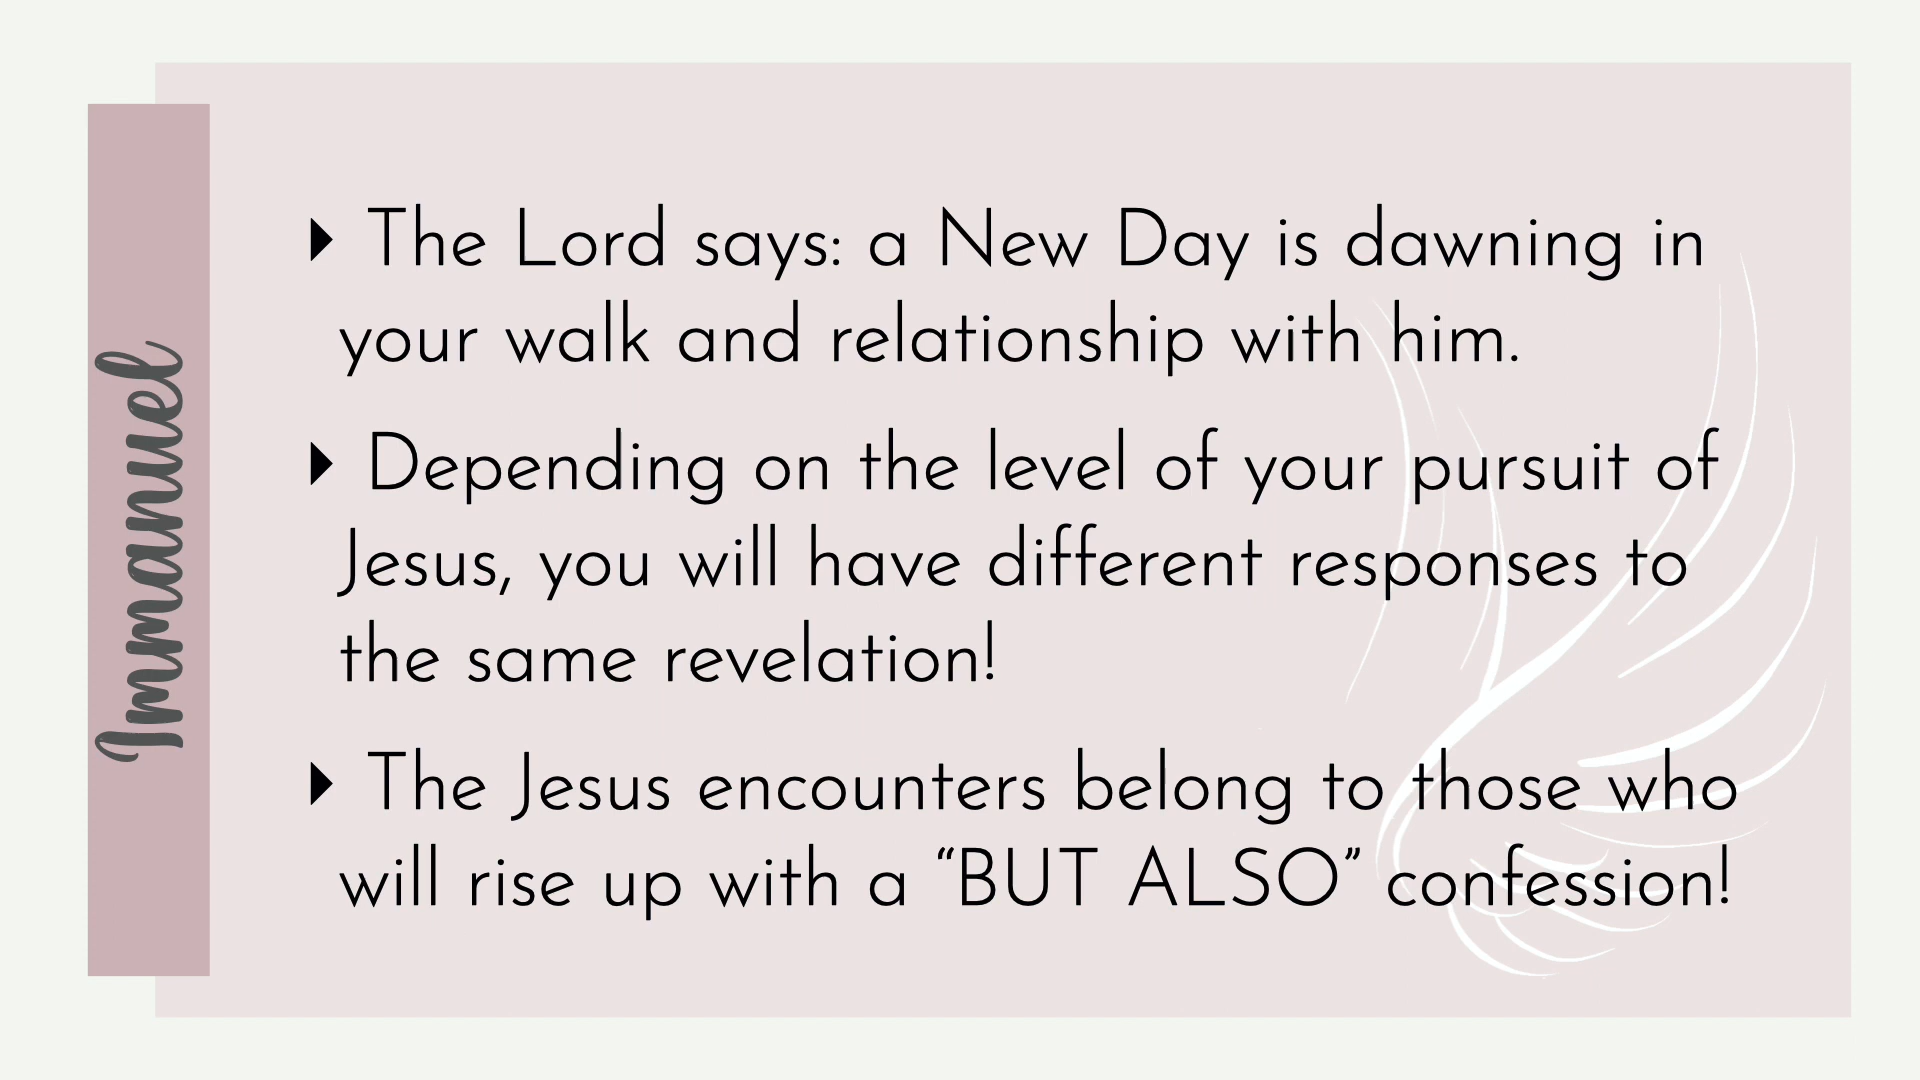 Immanuel
The Lord says: a New Day is dawning in
your walk and relationship with him.
Depending on the level of your pursuit of
Jesus, you will have different responses to
the same revelation!
The Jesus encounters belong to those who
will rise up with a “BUT ALSO” confession!